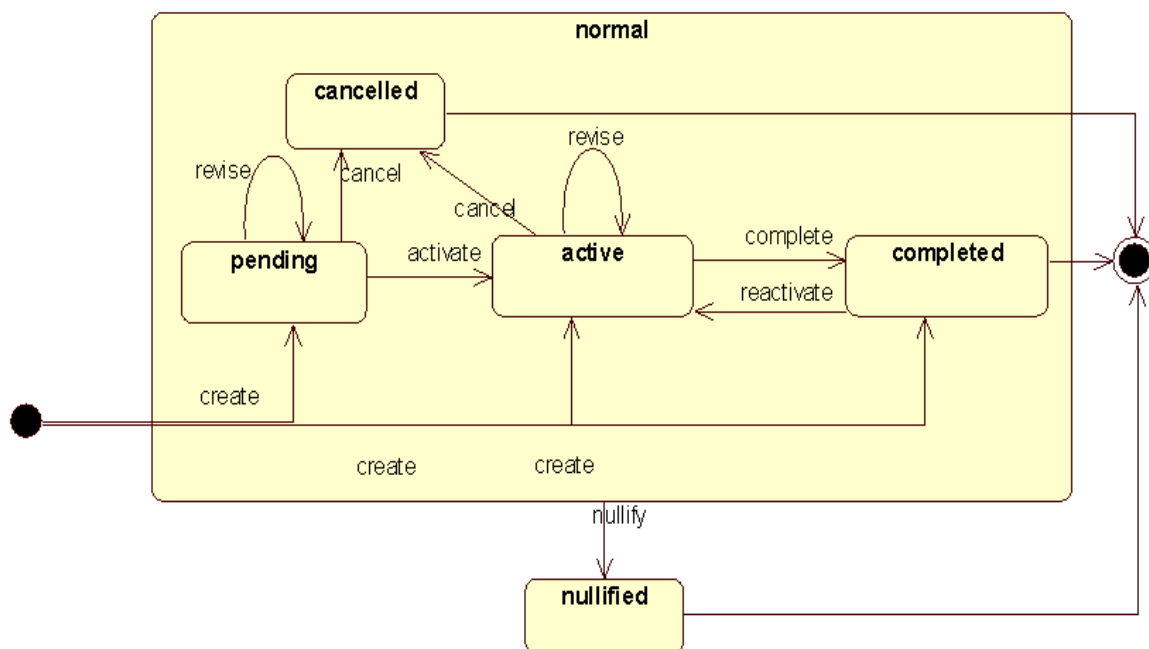 normal
cancelled
revise
revise
cancel
cancel
pending
activate
active
complete
completed
reactivate
create
create
create
nullify
nullified